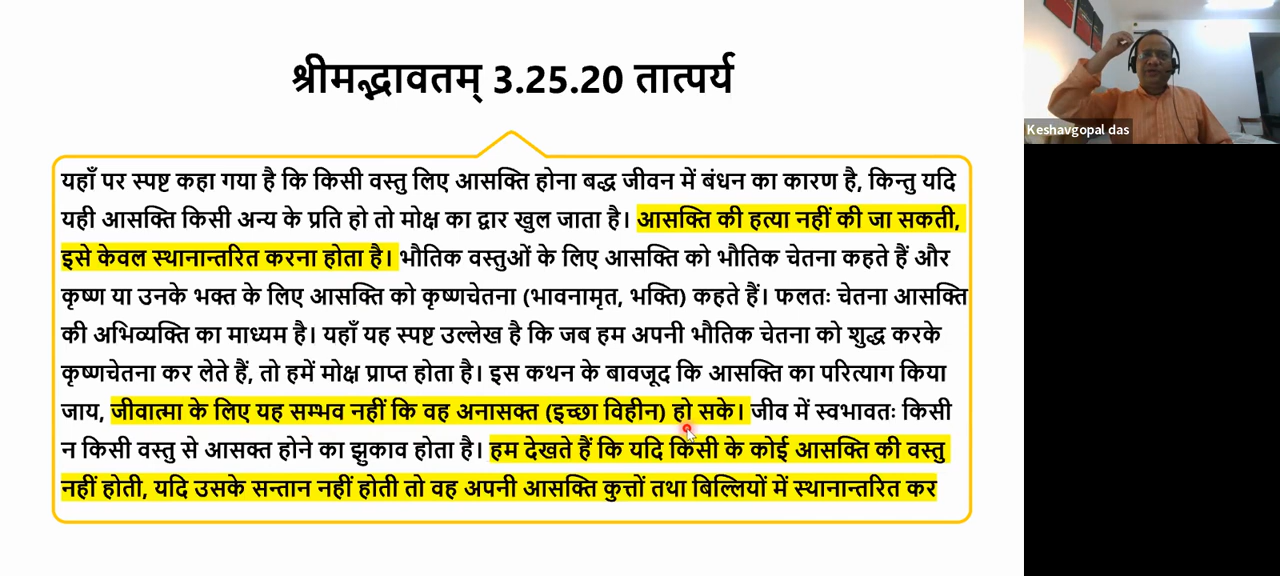 श्रीमद्भावतम् 3.25.20 तात्पर्य
यहाँ पर स्पष्ट कहा गया है कि किसी वस्तु लिए आसक्ति होना बद्ध जीवन में बंधन का कारण है, किन्तु यदि
यही आसक्ति किसी अन्य के प्रति हो तो मोक्ष का द्वार खुल जाता है। आसक्ति की हत्या नहीं की जा सकती,
इसे केवल स्थानान्तरित करना होता है। भौतिक वस्तुओं के लिए आसक्ति को भौतिक चेतना कहते हैं और
कृष्ण या उनके भक्त के लिए आसक्ति को कृष्णचेतना (भावनामृत, भक्ति) कहते हैं। फलतः चेतना आसक्ति
की अभिव्यक्ति का माध्यम है। यहाँ यह स्पष्ट उल्लेख है कि जब हम अपनी भौतिक चेतना को शुद्ध करके
कृष्णचेतना कर लेते हैं, तो हमें मोक्ष प्राप्त होता है। इस कथन के बावजूद कि आसक्ति का परित्याग किया
जाय, जीवात्मा के लिए यह सम्भव नहीं कि वह अनासक्त (इच्छा विहीन) हो सके। जीव में स्वभावतः किसी
न किसी वस्तु से आसक्त होने का झुकाव होता है। हम देखते हैं कि यदि किसी के कोई आसक्ति की वस्तु
नहीं होती, यदि उसके सन्तान नहीं होती तो वह अपनी आसक्ति कुत्तों तथा बिल्लियों में स्थानान्तरित कर
Keshavgopal das